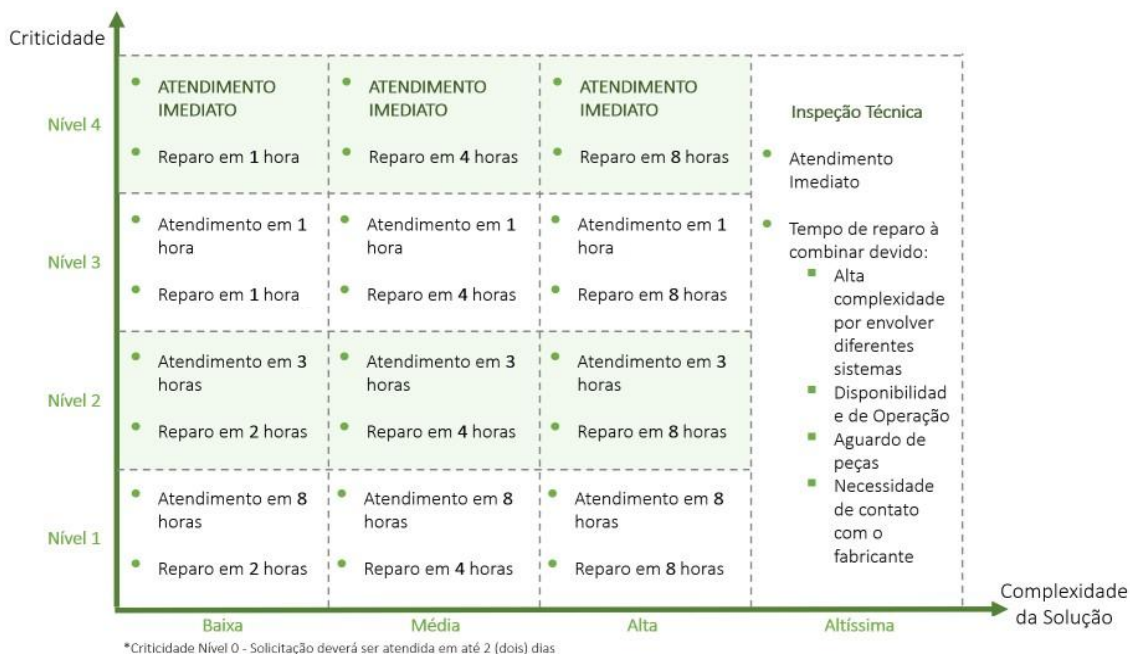 Criticidade
Nível 4
ATENDIMENTO
IMEDIATO
Reparo em 1 hora
ATENDIMENTO
IMEDIATO
Reparo em 4 horas
ATENDIMENTO
IMEDIATO
Reparo em 8 horas
Nível 3
Atendimento em 1
hora
Reparo em 1 hora
Atendimento em 1
hora
Reparo em 4 horas
Atendimento em 1
hora
Reparo em 8 horas
Nível 2
Atendimento em 3
horas
Reparo em 2 horas
Atendimento em 3
horas
Reparo em 4 horas
Atendimento em 3
horas
Reparo em 8 horas
Nível 1
Atendimento em 8
horas
Reparo em 2 horas
Atendimento em 8
horas
Reparo em 4 horas
Atendimento em 8
horas
Reparo em 8 horas
Inspeção Técnica
Atendimento
Imediato
Tempo de reparo à
combinar devido:
Alta
complexidade
por envolver
diferentes
sistemas
Disponibilidad
e de Operação
Aguardo de
peças
Necessidade
de contato
com o
fabricante
Baixa
Média
Alta
Altíssima
Complexidade
da Solução
*Criticidade Nível 0 - Solicitação deverá ser atendida em até 2 (dois) dias